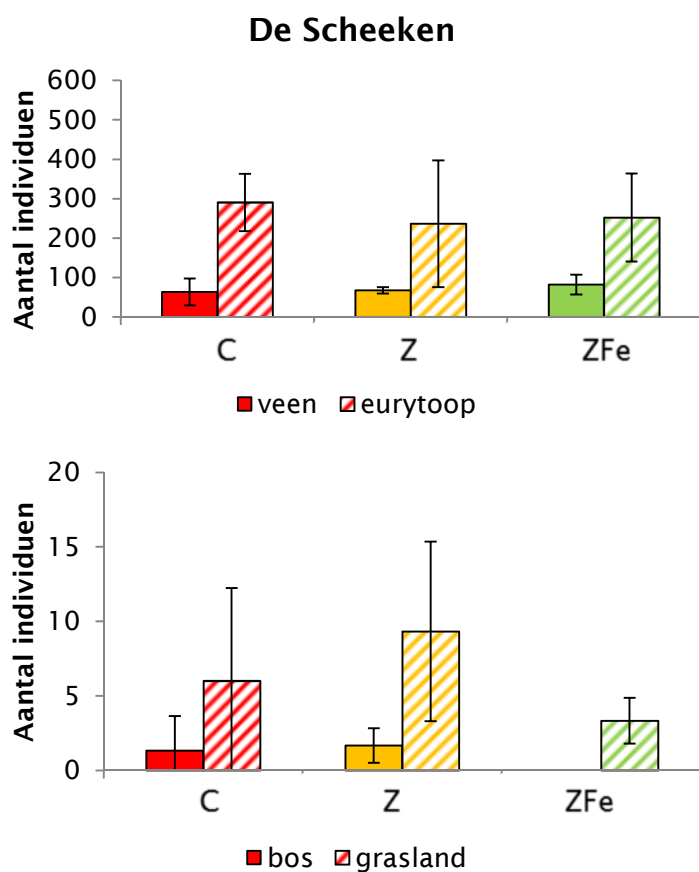 De Scheeken
Aantal individuen
600
500
400
300
200
100
0
C Z ZFe
veen eurytoop
Aantal individuen
20
15
10
5
0
C Z ZFe
bos grasland